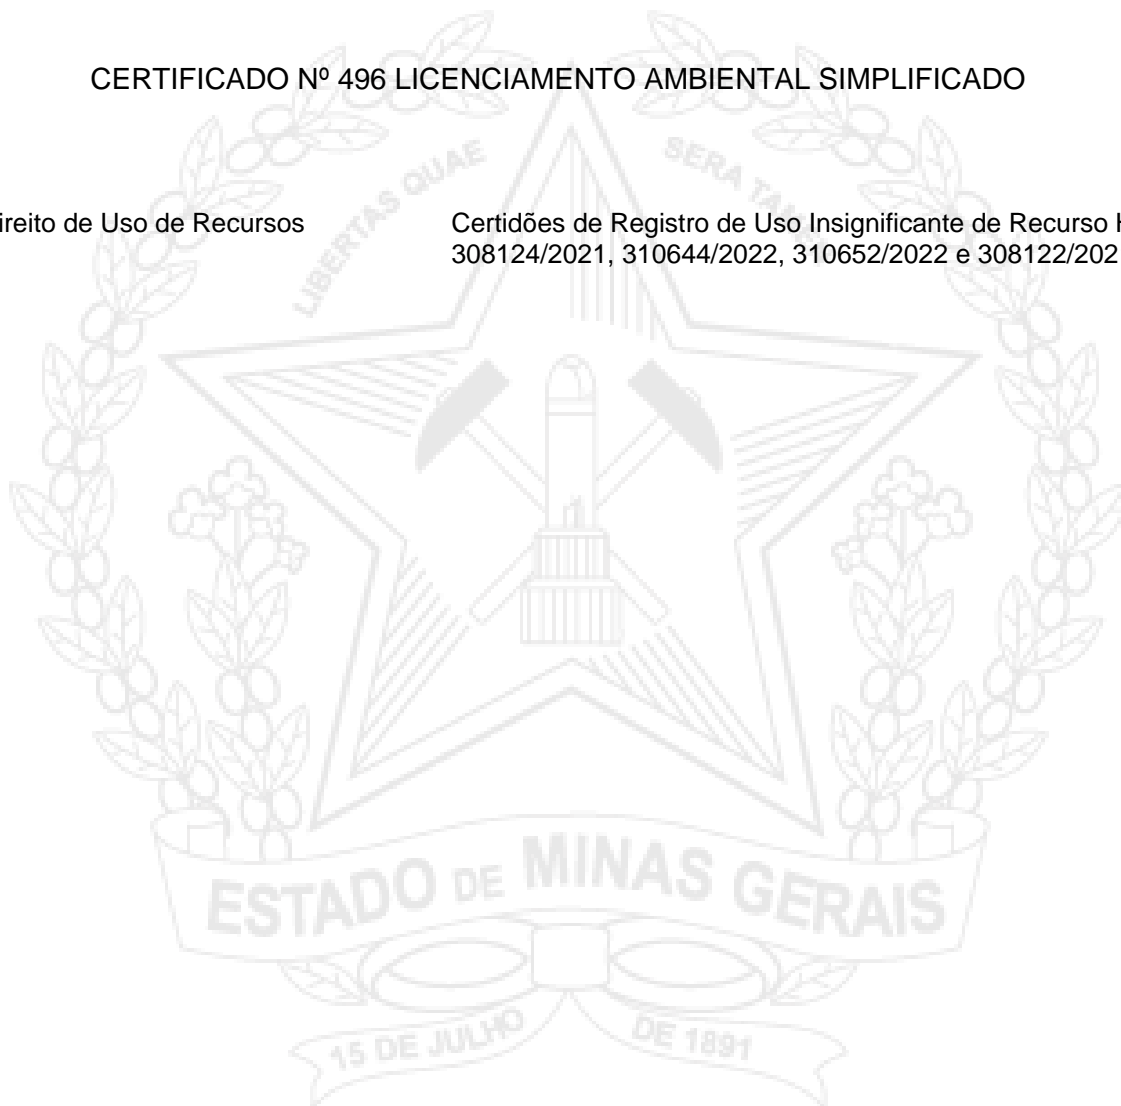 CERTIFICADO Nº 496 LICENCIAMENTO AMBIENTAL SIMPLIFICADO
LIBERTAS QUAE SERA
ireito de Uso de Recursos
Certidões de Registro de Uso Insignificante de Recurso
308124/2021, 310644/2022, 310652/2022 e 308122/202
ESTADO DE MINAS GERAIS
15 DE JULHO DE 1891